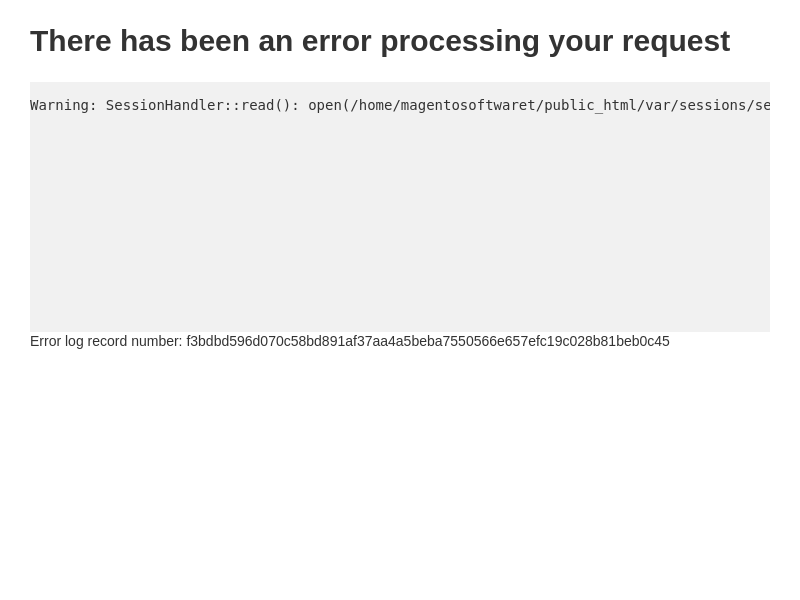 There has been an error processing your request
Warning: SessionHandler::read(): open(/home/magentosoftwaret/public_html/var/sessions/se
Error log record number: f3bdbd596d070c58bd891af37aa4a5beba7550566e657efc19c028b81beb0c45